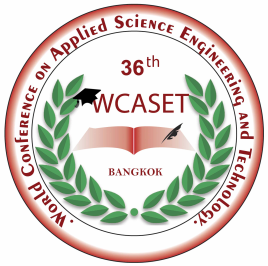 · World Conference on Applied Science Engineering and Technology ·
36th
WCASET
BANGKOK